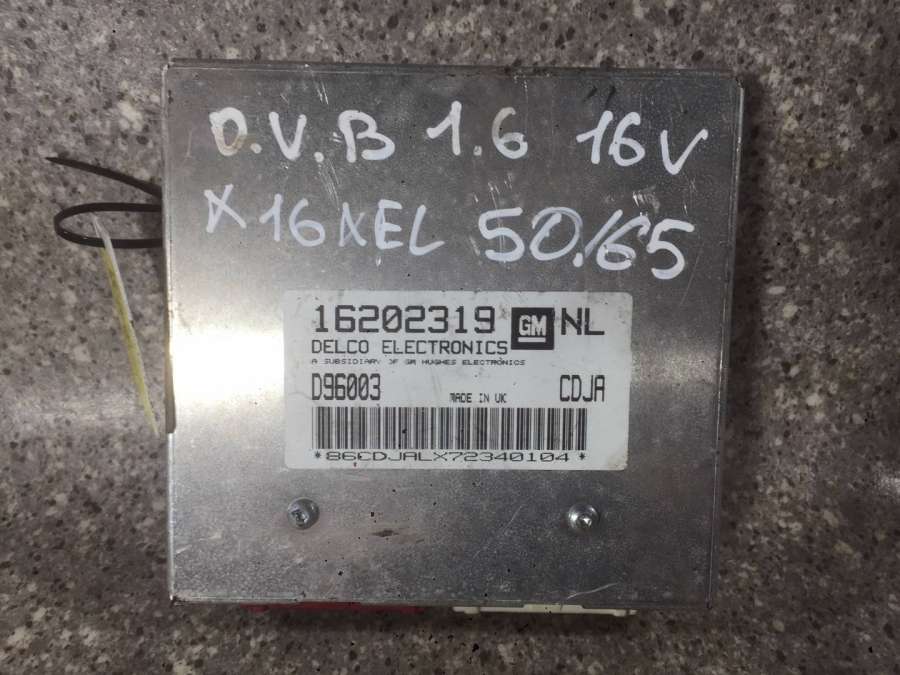 O.V.B 1.6 16V
X16XEL 50.165
16202319 GM NL
DELCO ELECTRONICS
A SUBSIDIARY OF GM HUGHES ELECTRONICS
D96003 MADE IN UK CDJA
*86CDJALX72340104*